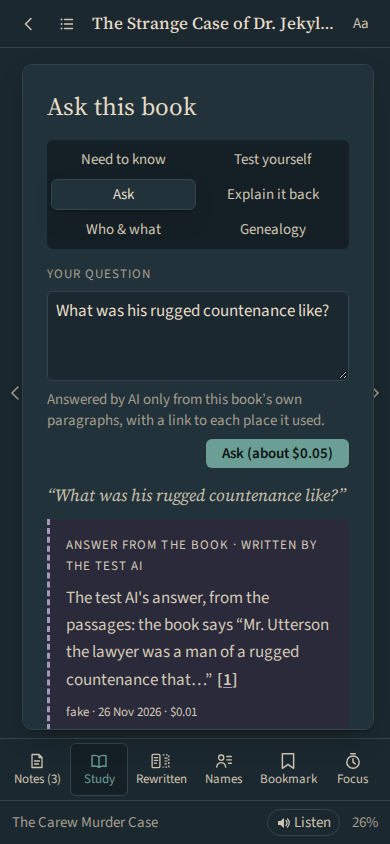 The Strange Case of Dr. Jekyl... Aa
Ask this book
Need to know Test yourself
Ask Explain it back
Who & what Genealogy
YOUR QUESTION
What was his rugged countenance like?
Answered by AI only from this book's own
paragraphs, with a link to each place it used.
Ask (about $0.05)
“What was his rugged countenance like?”
ANSWER FROM THE BOOK · WRITTEN BY
THE TEST AI
The test AI's answer, from the
passages: the book says “Mr. Utterson
the lawyer was a man of a rugged
countenance that…” [1]
fake · 26 Nov 2026 · $0.01
Notes (3) Study Rewritten Names Bookmark Focus
The Carew Murder Case Listen 26%